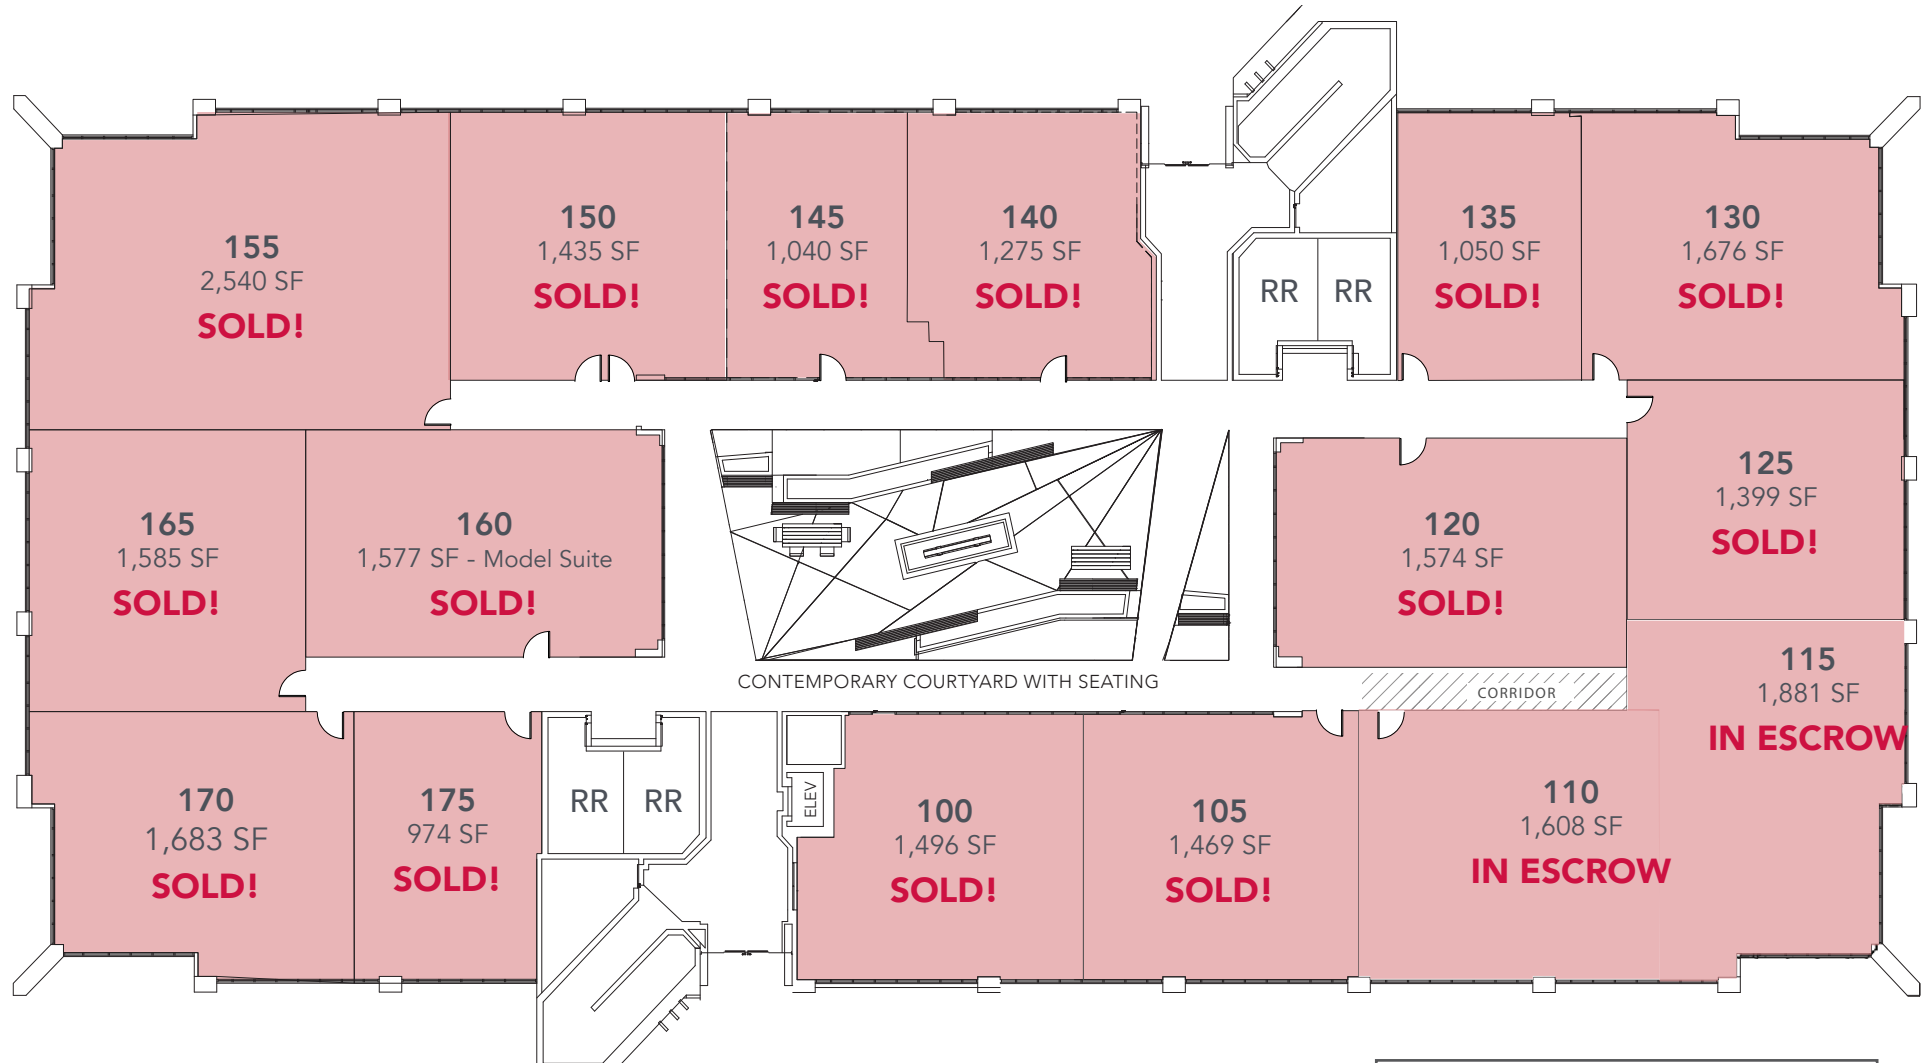 155
2,540 SF
SOLD!
150
1,435 SF
SOLD!
145
1,040 SF
SOLD!
140
1,275 SF
SOLD!
RR
RR
135
1,050 SF
SOLD!
130
1,676 SF
SOLD!
165
1,585 SF
SOLD!
160
1,577 SF - Model Suite
SOLD!
120
1,574 SF
SOLD!
125
1,399 SF
SOLD!
CONTEMPORARY COURTYARD WITH SEATING
CORRIDOR
115
1,881 SF
IN ESCROW
170
1,683 SF
SOLD!
175
974 SF
SOLD!
RR
RR
ELEV
100
1,496 SF
SOLD!
105
1,469 SF
SOLD!
110
1,608 SF
IN ESCROW